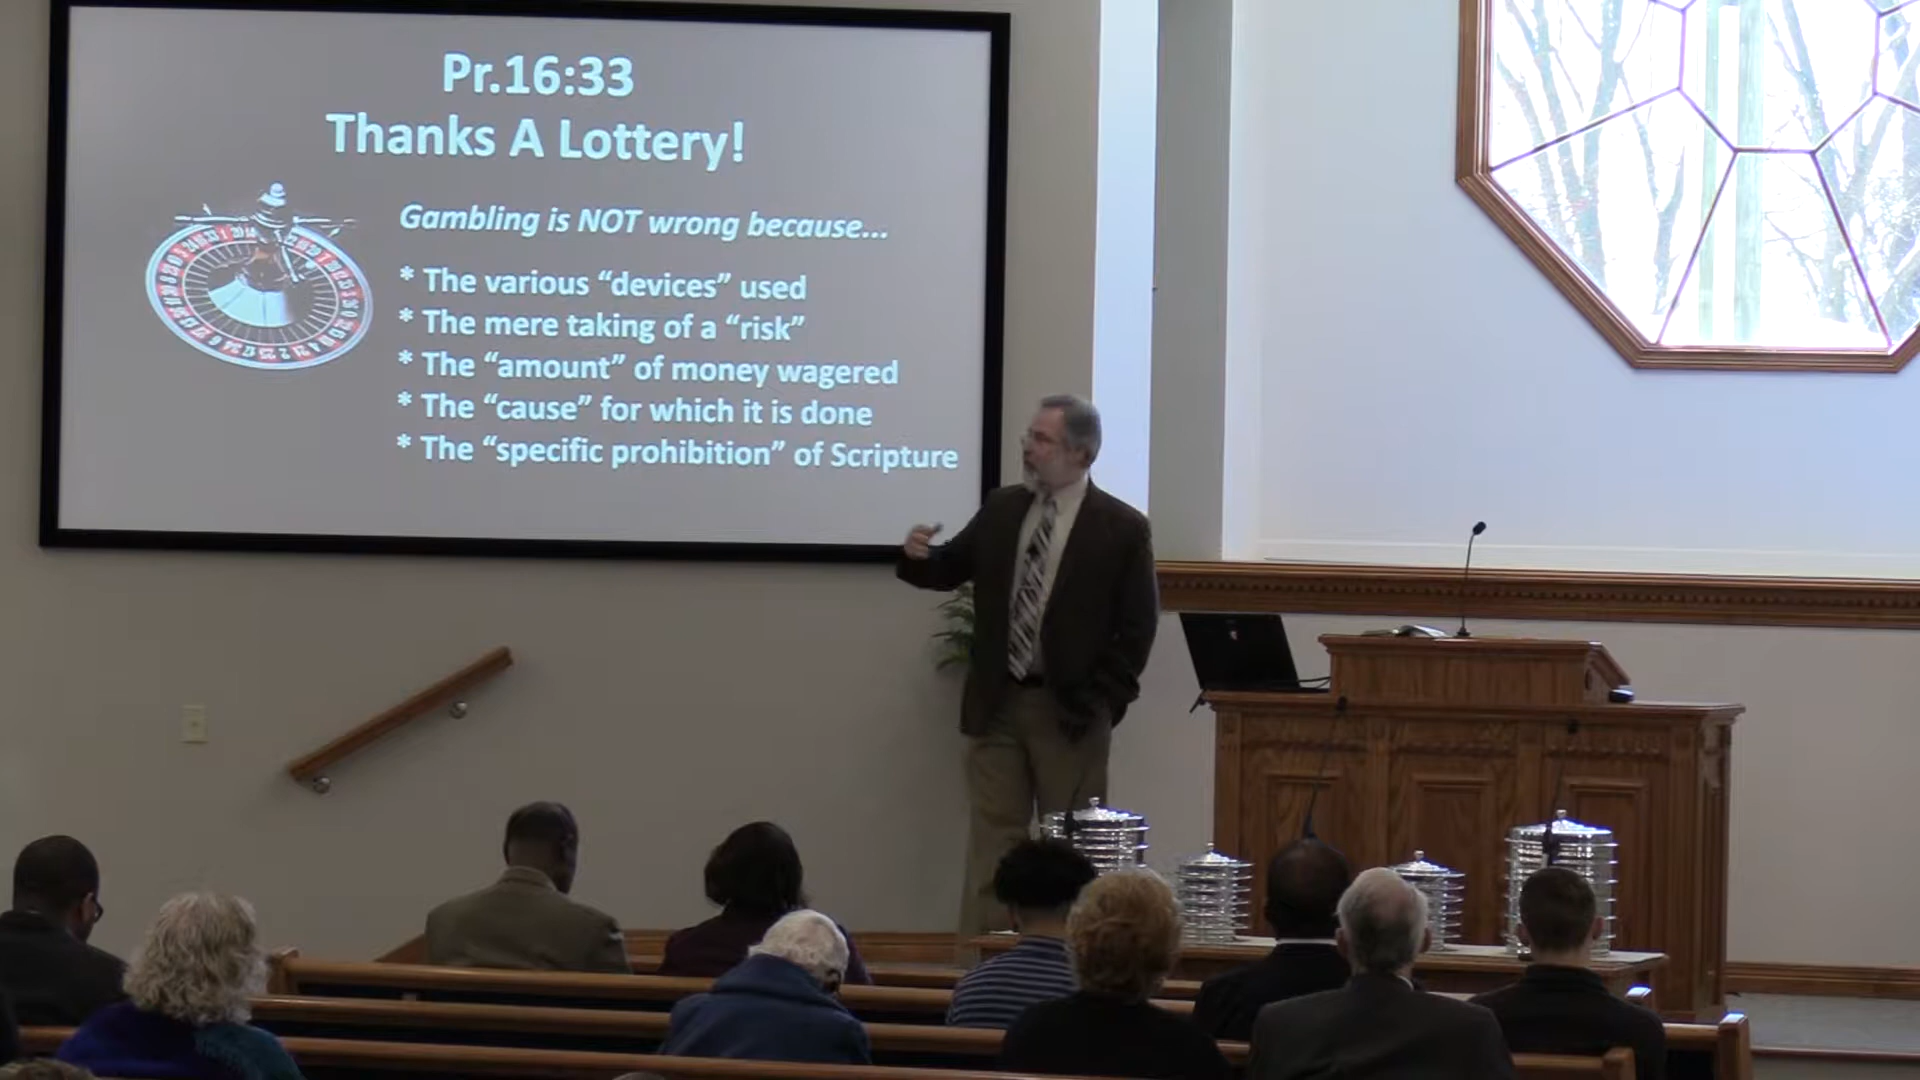 Pr.16:33
Thanks A Lottery!
Gambling is NOT wrong because...
* The various “devices” used
* The mere taking of a “risk”
* The “amount” of money wagered
* The “cause” for which it is done
* The “specific prohibition” of Scripture